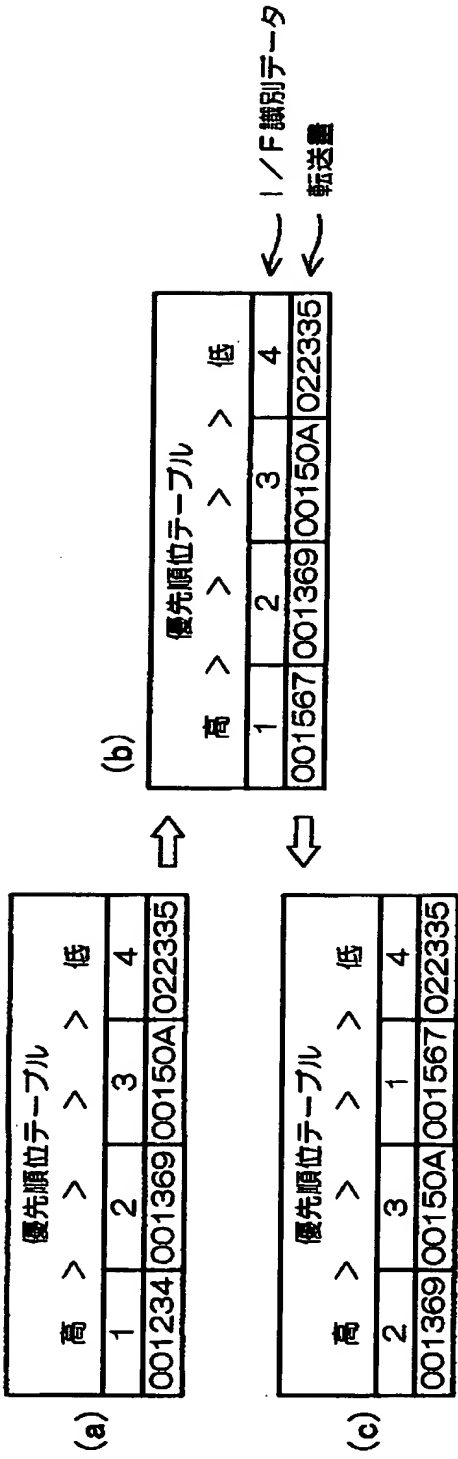 (a)
優先順位テーブル
高 > > > > 低
1 2 3 4
001234 001369 00150A 022335
(b)
優先順位テーブル
高 > > > > 低
1 2 3 4
001567 001369 00150A 022335
I/F識別データ
転送量
(c)
優先順位テーブル
高 > > > > 低
2 3 1 4
001369 00150A 001567 022335